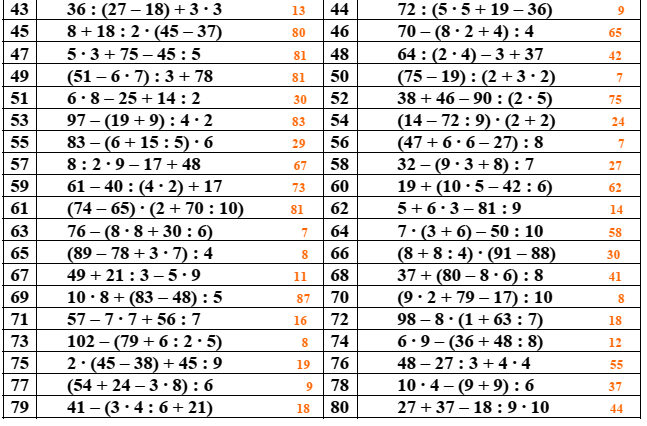 43 36 : (27 – 18) + 3 · 3 13 44 72 : (5 · 5 + 19 – 36) 9
45 8 + 18 : 2 · (45 – 37) 80 46 70 – (8 · 2 + 4) : 4 65
47 5 · 3 + 75 – 45 : 5 81 48 64 : (2 · 4) – 3 + 37 42
49 (51 – 6 · 7) : 3 + 78 81 50 (75 – 19) : (2 + 3 · 2) 7
51 6 · 8 – 25 + 14 : 2 30 52 38 + 46 – 90 : (2 · 5) 75
53 97 – (19 + 9) : 4 · 2 83 54 (14 – 72 : 9) · (2 + 2) 24
55 83 – (6 + 15 : 5) · 6 29 56 (47 + 6 · 6 – 27) : 8 7
57 8 : 2 · 9 – 17 + 48 67 58 32 – (9 · 3 + 8) : 7 27
59 61 – 40 : (4 · 2) + 17 73 60 19 + (10 · 5 – 42 : 6) 62
61 (74 – 65) · (2 + 70 : 10) 81 62 5 + 6 · 3 – 81 : 9 14
63 76 – (8 · 8 + 30 : 6) 7 64 7 · (3 + 6) – 50 : 10 58
65 (89 – 78 + 3 · 7) : 4 8 66 (8 + 8 : 4) · (91 – 88) 30
67 49 + 21 : 3 – 5 · 9 11 68 37 + (80 – 8 · 6) : 8 41
69 10 · 8 + (83 – 48) : 5 87 70 (9 · 2 + 79 – 17) : 10 8
71 57 – 7 · 7 + 56 : 7 16 72 98 – 8 · (1 + 63 : 7) 18
73 102 – (79 + 6 : 2 · 5) 8 74 6 · 9 – (36 + 48 : 8) 12
75 2 · (45 – 38) + 45 : 9 19 76 48 – 27 : 3 + 4 · 4 55
77 (54 + 24 – 3 · 8) : 6 9 78 10 · 4 – (9 + 9) : 6 37
79 41 – (3 · 4 : 6 + 21) 18 80 27 + 37 – 18 : 9 · 10 44